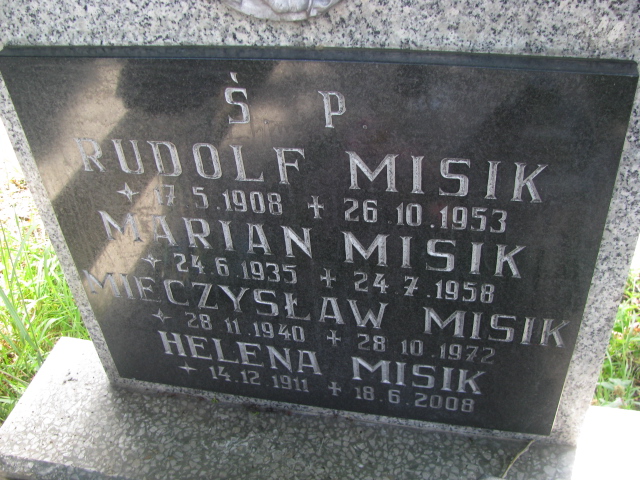 Ś P
RUDOLF MISIK
* 17.5.1908 + 26.10.1953
MARIAN MISIK
* 24.6.1935 + 24.7.1958
MIECZYSŁAW MISIK
* 28.11.1940 + 28.10.1972
HELENA MISIK
* 14.12.1911 + 18.6.2008